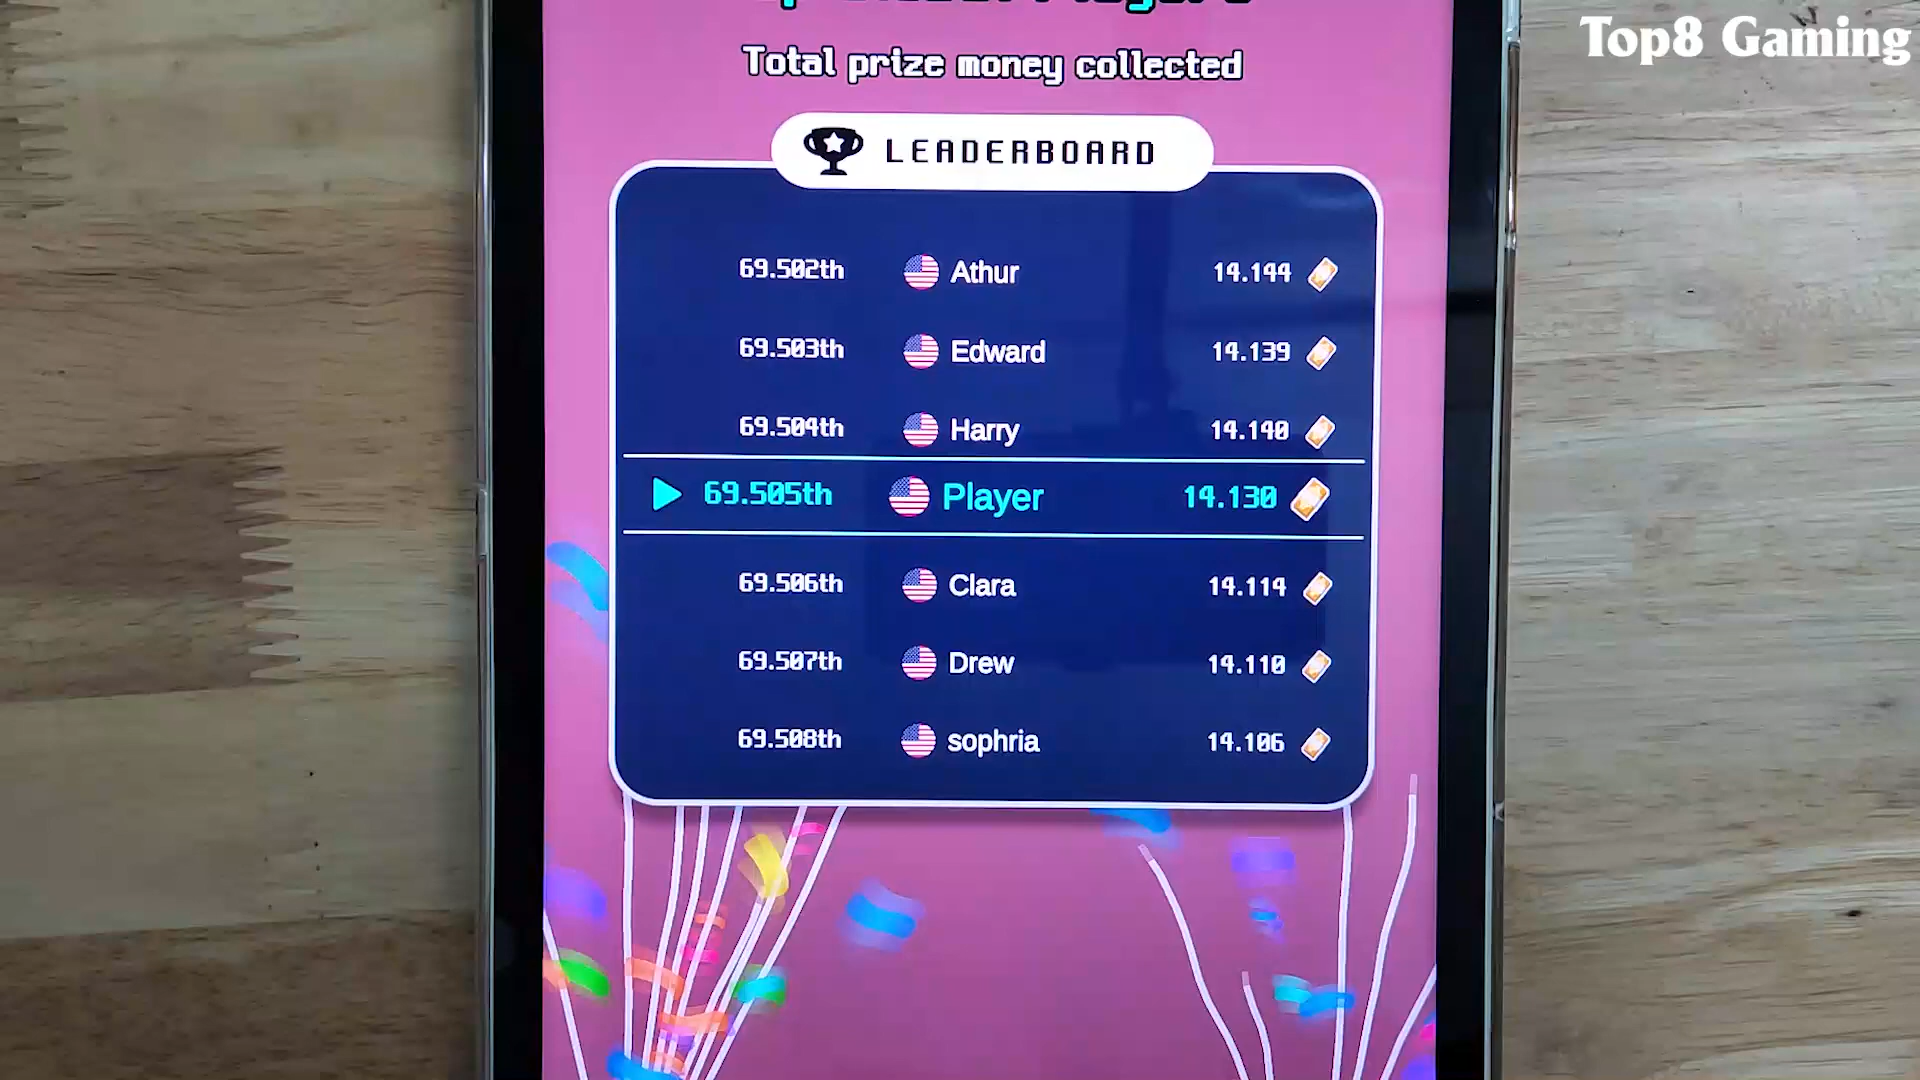 Top8 Gaming
Total prize money collected
LEADERBOARD
69.502th Athur 14.144
69.503th Edward 14.139
69.504th Harry 14.140
69.505th Player 14.130
69.506th Clara 14.114
69.507th Drew 14.110
69.508th sophria 14.106